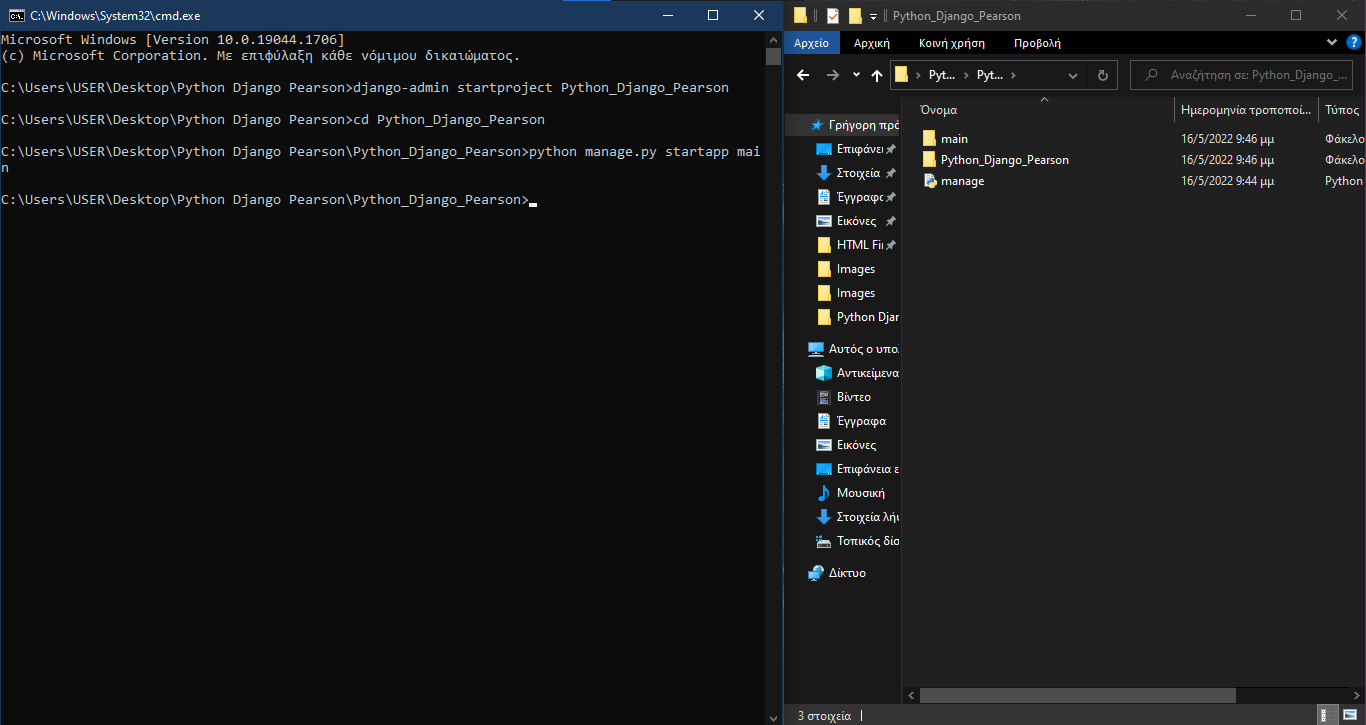 C:\Windows\System32\cmd.exe
Microsoft Windows [Version 10.0.19044.1706]
(c) Microsoft Corporation. Με επιφύλαξη κάθε νόμιμου δικαιώματος.
C:\Users\USER\Desktop\Python Django Pearson>django-admin startproject Python_Django_Pearson
C:\Users\USER\Desktop\Python Django Pearson>cd Python_Django_Pearson
C:\Users\USER\Desktop\Python Django Pearson\Python_Django_Pearson>python manage.py startapp mai
n
C:\Users\USER\Desktop\Python Django Pearson\Python_Django_Pearson>
Python_Django_Pearson
Αρχείο Αρχική Κοινή χρήση Προβολή
Pyt... Pyt... Αναζήτηση σε: Python_Django_...
Όνομα Ημερομηνία τροποποί... Τύπος
main 16/5/2022 9:46 μμ Φάκελο
Python_Django_Pearson 16/5/2022 9:46 μμ Φάκελο
manage 16/5/2022 9:44 μμ Python
Γρήγορη πρό
Επιφάνει
Στοιχεία
Έγγραφα
Εικόνες
HTML Fi
Images
Images
Python Djar
Αυτός ο υπολ
Αντικείμενα
Βίντεο
Έγγραφα
Εικόνες
Επιφάνεια ε
Μουσική
Στοιχεία λήι
Τοπικός δίσ
Δίκτυο
3 στοιχεία